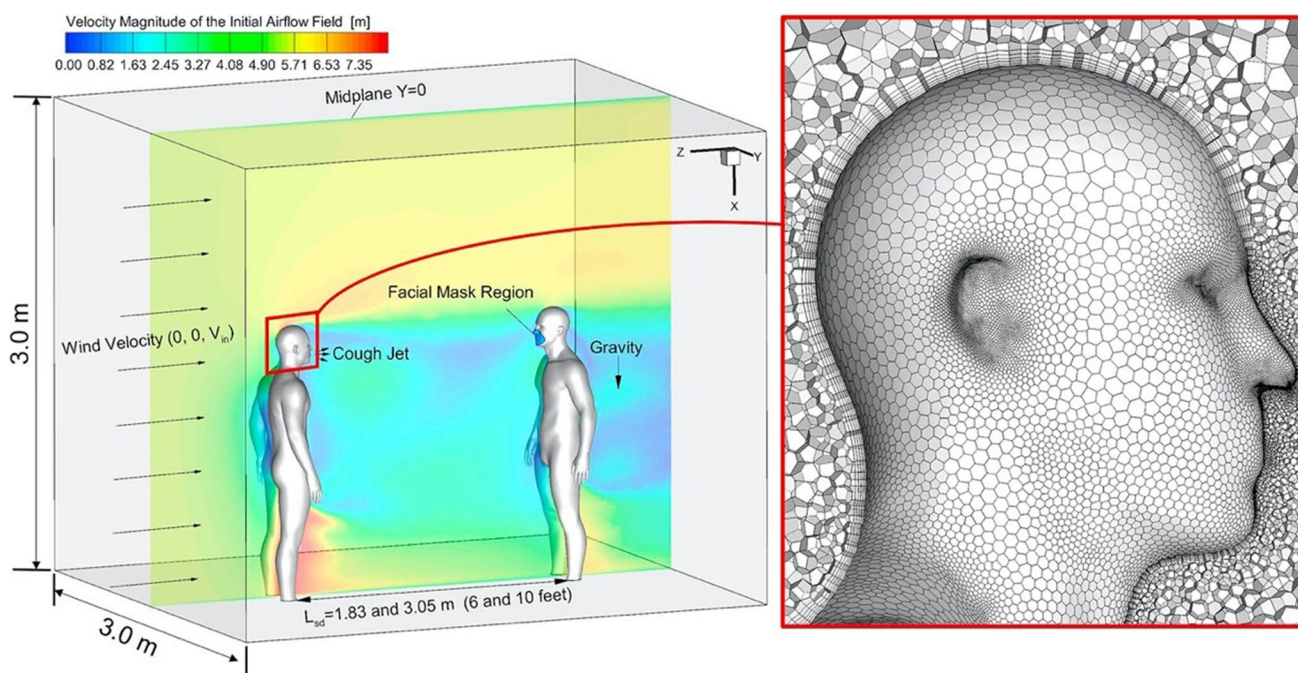 Velocity Magnitude of the Initial Airflow Field [m]
0.00 0.82 1.63 2.45 3.27 4.08 4.90 5.71 6.53 7.35
Midplane Y=0
Z Y
X
3.0 m
Facial Mask Region
Wind Velocity (0, 0, Vin)
Cough Jet
Gravity
Lsd=1.83 and 3.05 m (6 and 10 feet)
3.0 m